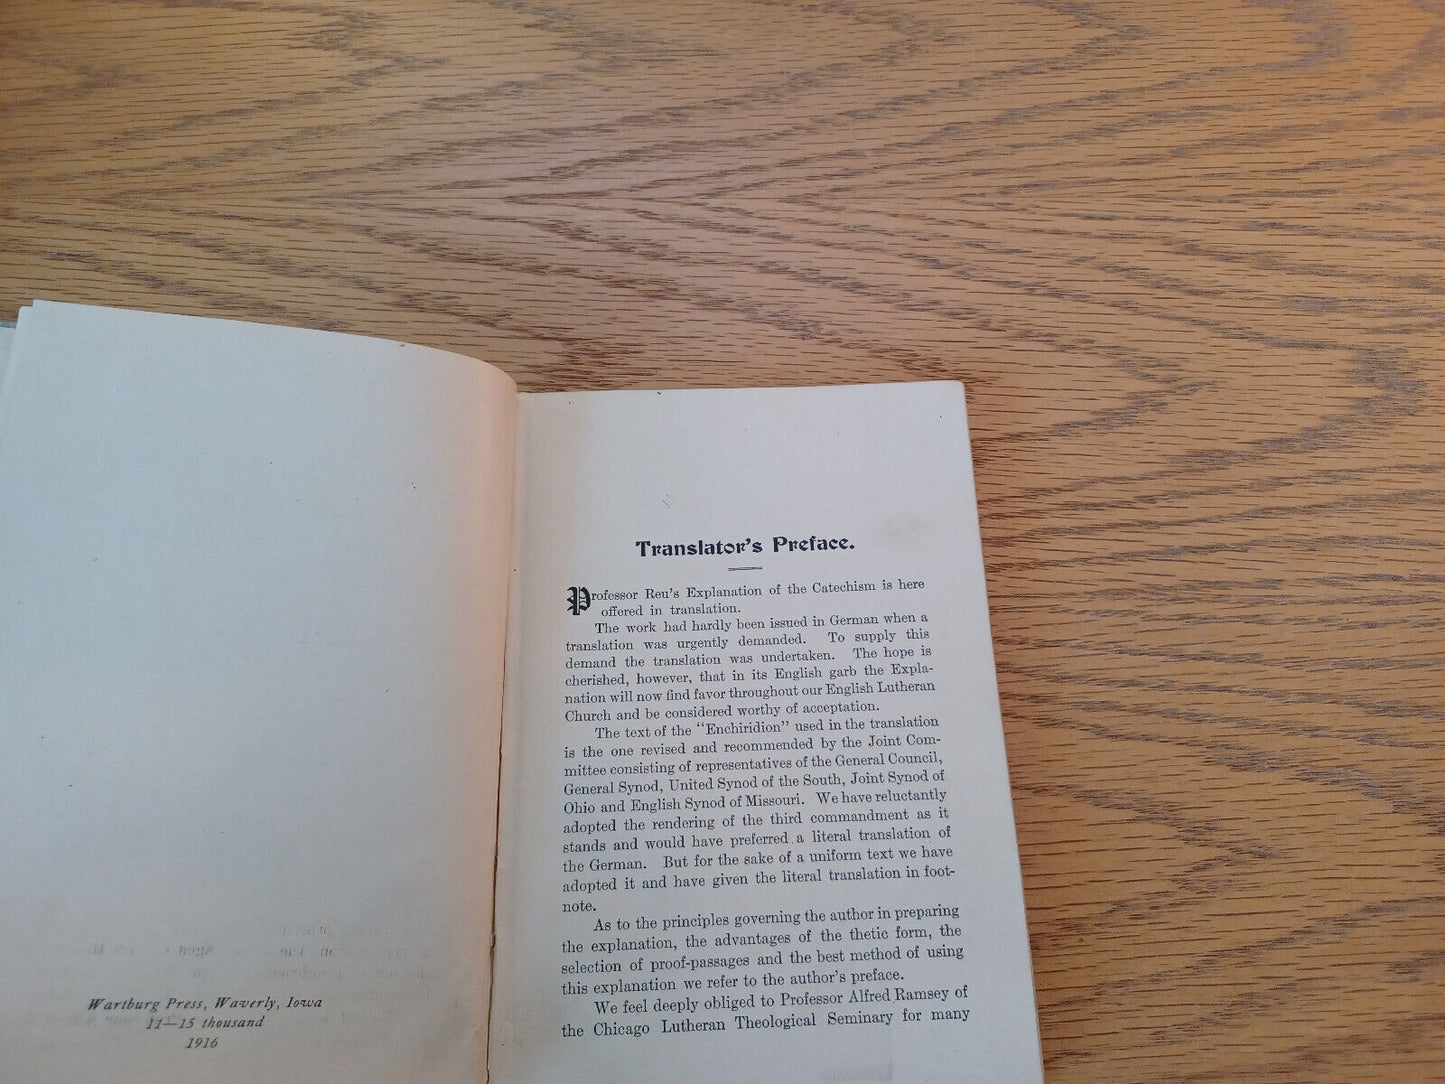 Wartburg Press, Waverly, Iowa
11—15 thousand
1916
Translator's Preface.
Professor Reu's Explanation of the Catechism is here
offered in translation.
The work had hardly been issued in German when a
translation was urgently demanded. To supply this
demand the translation was undertaken. The hope is
cherished, however, that in its English garb the Expla-
nation will now find favor throughout our English Lutheran
Church and be considered worthy of acceptation.
The text of the "Enchiridion" used in the translation
is the one revised and recommended by the Joint Com-
mittee consisting of representatives of the General Council,
General Synod, United Synod of the South, Joint Synod of
Ohio and English Synod of Missouri. We have reluctantly
adopted the rendering of the third commandment as it
stands and would have preferred a literal translation of
the German. But for the sake of a uniform text we have
adopted it and have given the literal translation in foot-
note.
As to the principles governing the author in preparing
the explanation, the advantages of the thetic form, the
selection of proof-passages and the best method of using
this explanation we refer to the author's preface.
We feel deeply obliged to Professor Alfred Ramsey of
the Chicago Lutheran Theological Seminary for many